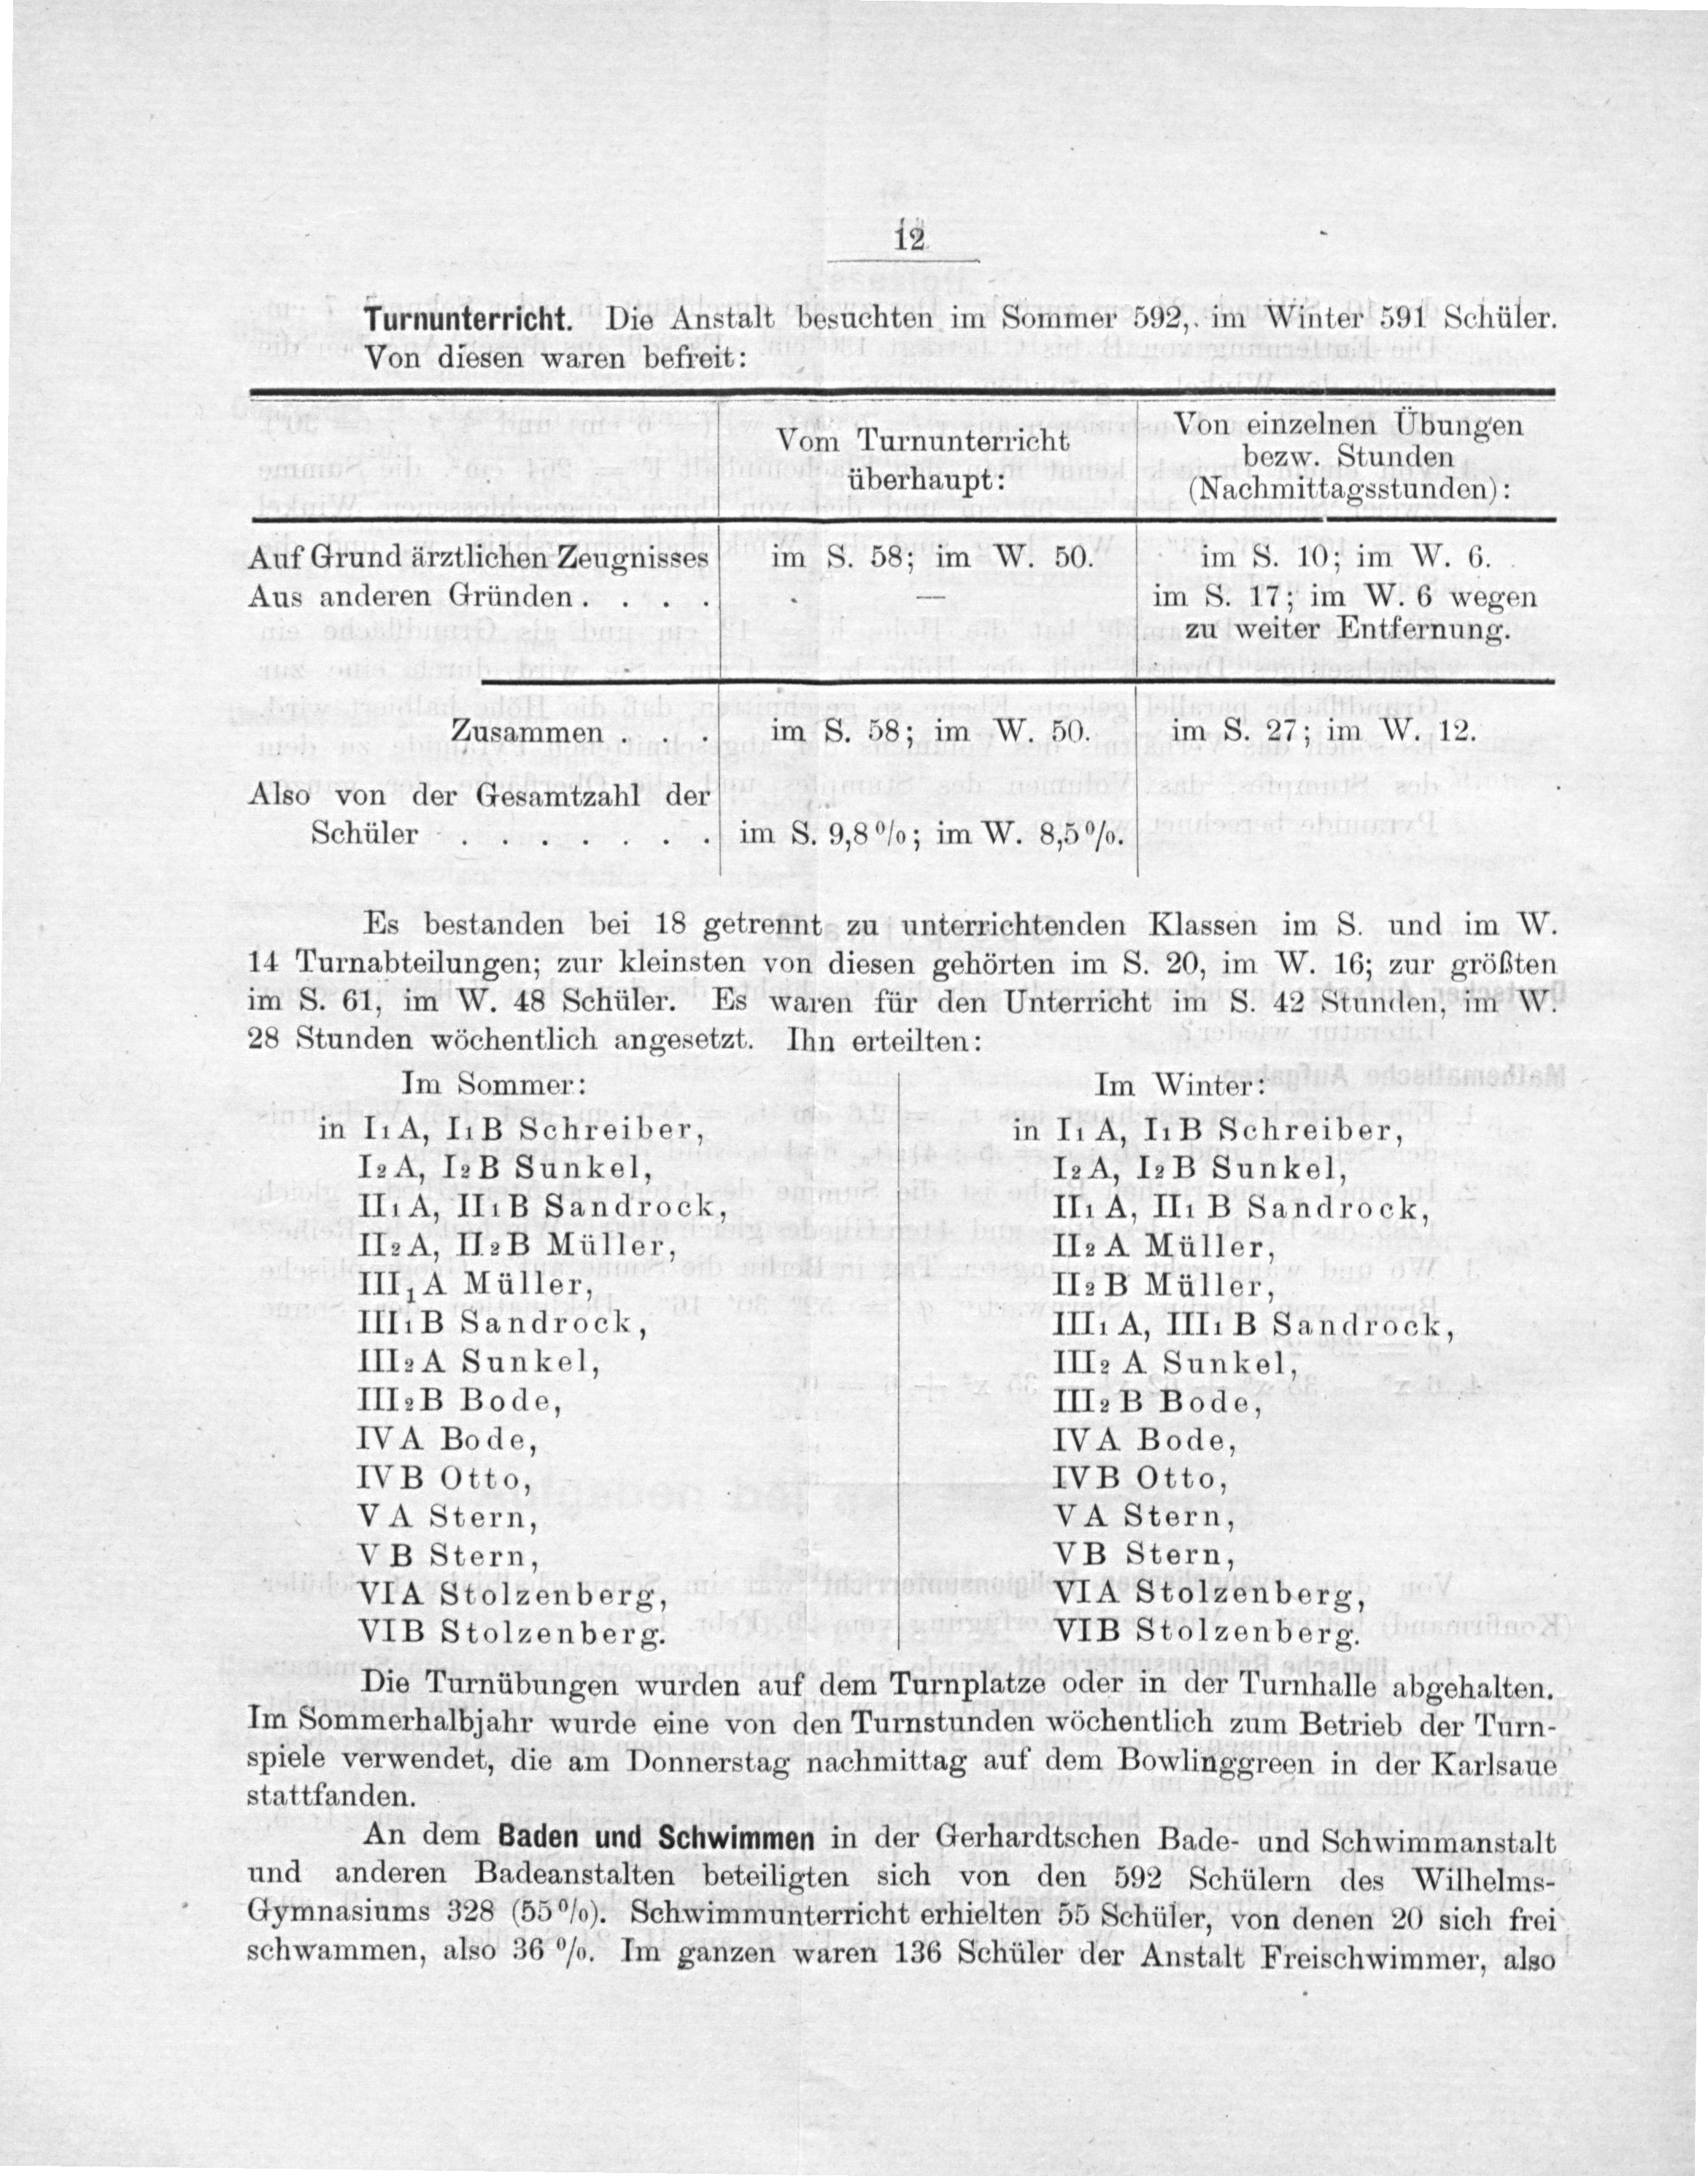 12
Turnunterricht. Die Anstalt besuchten im Sommer 592, im Winter 591 Schüler.
Von diesen waren befreit:
Vom Turnunterricht
überhaupt:
Von einzelnen Übungen
bezw. Stunden
(Nachmittagsstunden):
Auf Grund ärztlichen Zeugnisses im S. 58; im W. 50. im S. 10; im W. 6.
Aus anderen Gründen. . . . — im S. 17; im W. 6 wegen
zu weiter Entfernung.
Zusammen . . . im S. 58; im W. 50. im S. 27; im W. 12.
Also von der Gesamtzahl der
Schüler . . . . . . . im S. 9,8 %; im W. 8,5 %.
Es bestanden bei 18 getrennt zu unterrichtenden Klassen im S. und im W.
14 Turnabteilungen; zur kleinsten von diesen gehörten im S. 20, im W. 16; zur größten
im S. 61, im W. 48 Schüler. Es waren für den Unterricht im S. 42 Stunden, im W.
28 Stunden wöchentlich angesetzt. Ihn erteilten:
Im Sommer:
in I1 A, I1 B Schreiber,
I2 A, I2 B Sunkel,
II1 A, II1 B Sandrock,
II2 A, II2 B Müller,
III1 A Müller,
III1 B Sandrock,
III2 A Sunkel,
III2 B Bode,
IV A Bode,
IV B Otto,
V A Stern,
V B Stern,
VI A Stolzenberg,
VI B Stolzenberg.
Im Winter:
in I1 A, I1 B Schreiber,
I2 A, I2 B Sunkel,
II1 A, II1 B Sandrock,
II2 A Müller,
II2 B Müller,
III1 A, III1 B Sandrock,
III2 A Sunkel,
III2 B Bode,
IV A Bode,
IV B Otto,
V A Stern,
V B Stern,
VI A Stolzenberg,
VI B Stolzenberg.
Die Turnübungen wurden auf dem Turnplatze oder in der Turnhalle abgehalten.
Im Sommerhalbjahr wurde eine von den Turnstunden wöchentlich zum Betrieb der Turn-
spiele verwendet, die am Donnerstag nachmittag auf dem Bowlinggreen in der Karlsaue
stattfanden.
An dem Baden und Schwimmen in der Gerhardtschen Bade- und Schwimmanstalt
und anderen Badeanstalten beteiligten sich von den 592 Schülern des Wilhelms-
Gymnasiums 328 (55 %). Schwimmunterricht erhielten 55 Schüler, von denen 20 sich frei
schwammen, also 36 %. Im ganzen waren 136 Schüler der Anstalt Freischwimmer, also